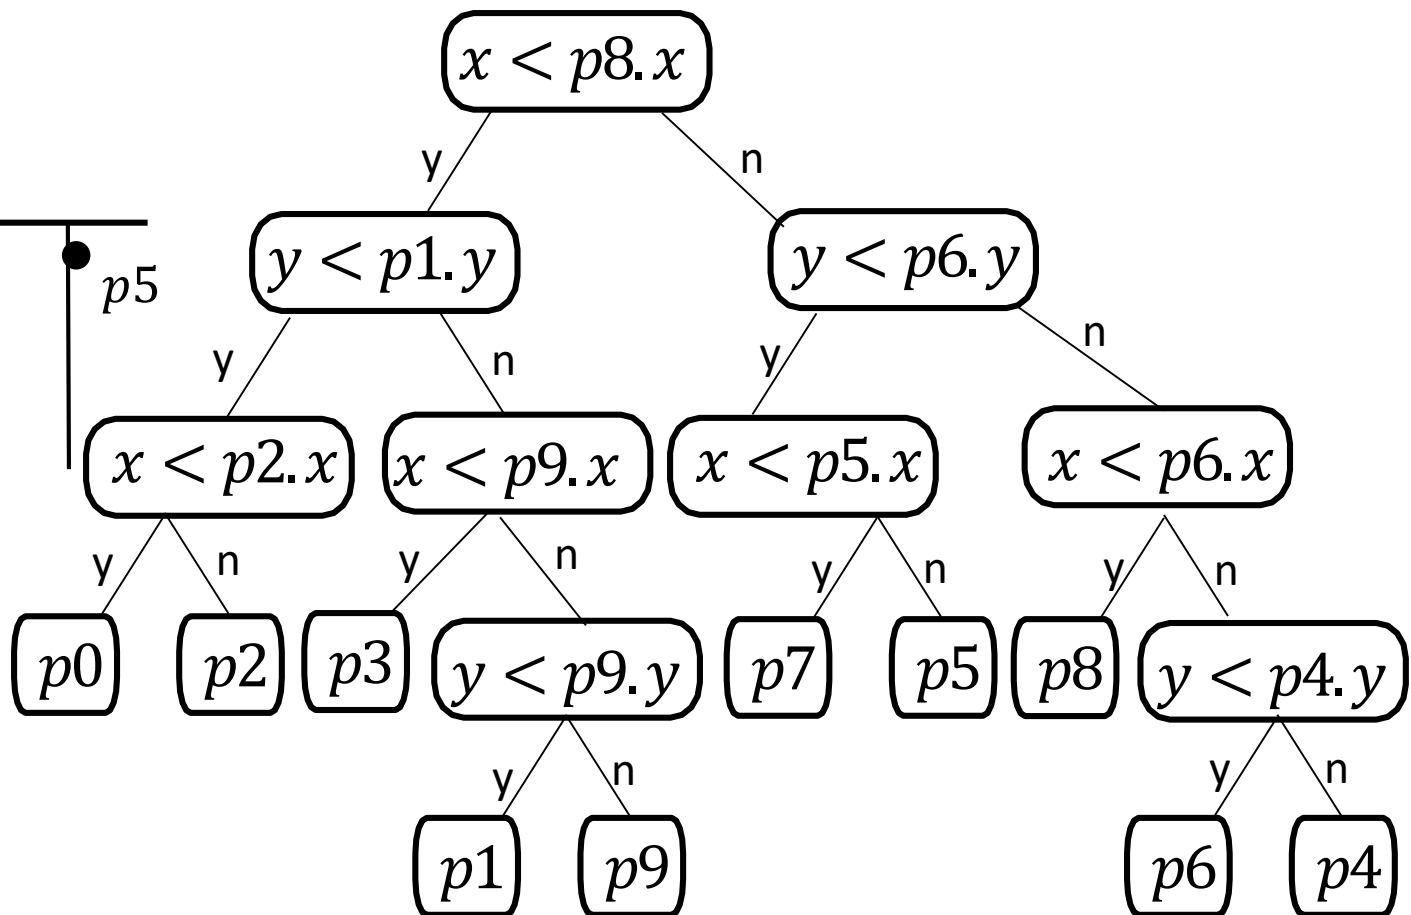 x < p8. x
y n
p5
y < p1. y y < p6. y
y n y n
x < p2. x x < p9. x x < p5. x x < p6. x
y n y n y n y n
p0 p2 p3 y < p9. y p7 p5 p8 y < p4. y
y n y n
p1 p9 p6 p4